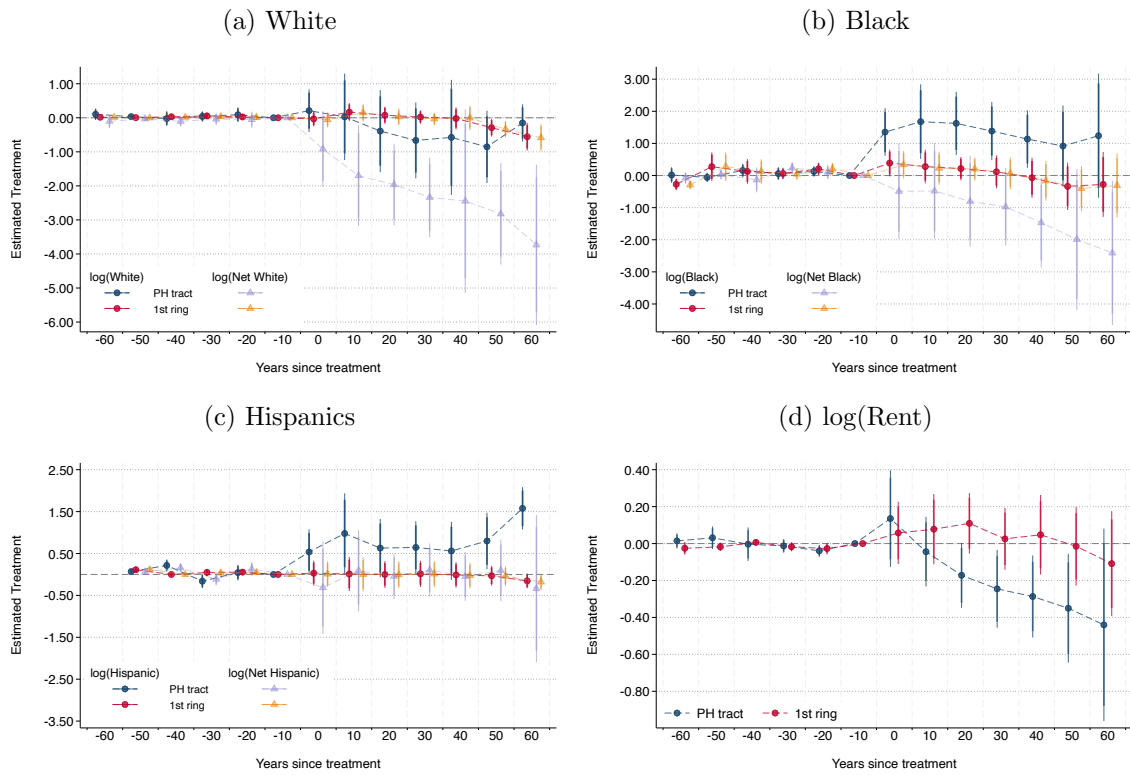 (a) White
(b) Black
1.00
0.00
-1.00
-2.00
-3.00
-4.00
-5.00
-6.00
Estimated Treatment
log(White)
log(Net White)
PH tract
1st ring
-60 -50 -40 -30 -20 -10 0 10 20 30 40 50 60
Years since treatment
3.00
2.00
1.00
0.00
-1.00
-2.00
-3.00
-4.00
Estimated Treatment
log(Black)
log(Net Black)
PH tract
1st ring
-60 -50 -40 -30 -20 -10 0 10 20 30 40 50 60
Years since treatment
(c) Hispanics
(d) log(Rent)
2.50
1.50
0.50
-0.50
-1.50
-2.50
-3.50
Estimated Treatment
log(Hispanic)
log(Net Hispanic)
PH tract
1st ring
-60 -50 -40 -30 -20 -10 0 10 20 30 40 50 60
Years since treatment
0.40
0.20
0.00
-0.20
-0.40
-0.60
-0.80
Estimated Treatment
PH tract
1st ring
-60 -50 -40 -30 -20 -10 0 10 20 30 40 50 60
Years since treatment